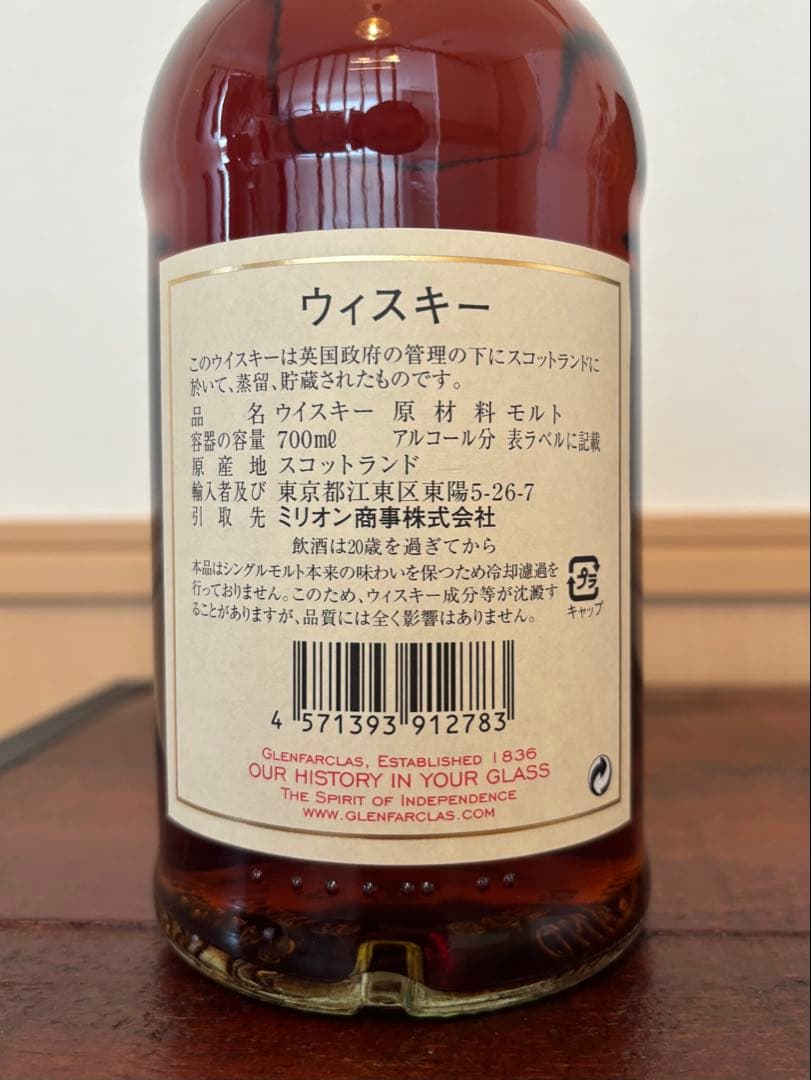 ウィスキー
このウイスキーは英国政府の管理の下にスコットランドに
於いて、蒸留、貯蔵されたものです。
品名 ウイスキー 原材料 モルト
容器の容量 700mℓ アルコール分 表ラベルに記載
原産地 スコットランド
輸入者及び 東京都江東区東陽5-26-7
引取先 ミリオン商事株式会社
飲酒は20歳を過ぎてから
本品はシングルモルト本来の味わいを保つため冷却濾過を
行っておりません。このため、ウィスキー成分等が沈澱す
ることがありますが、品質には全く影響はありません。
プラ
キャップ
4 571393 912783
GLENFARCLAS, ESTABLISHED 1836
OUR HISTORY IN YOUR GLASS
THE SPIRIT OF INDEPENDENCE
WWW.GLENFARCLAS.COM